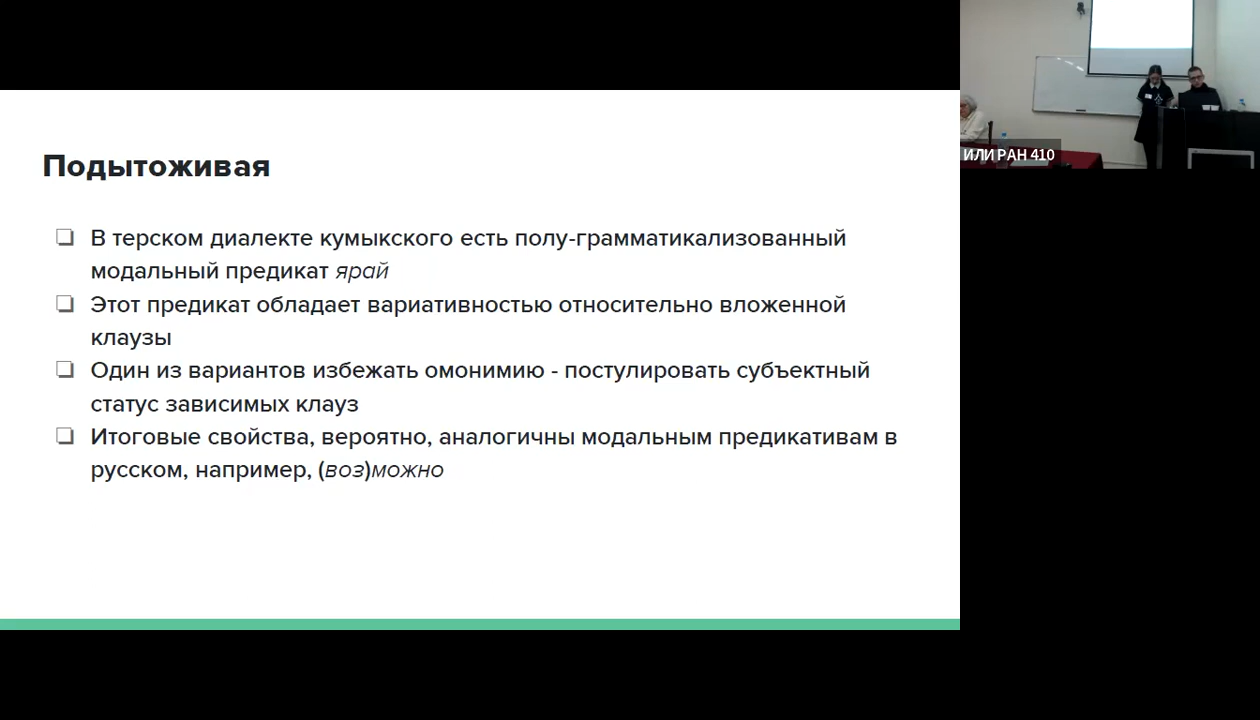 Подытоживая
В терском диалекте кумыкского есть полу-грамматикализованный
модальный предикат ярай
Этот предикат обладает вариативностью относительно вложенной
клаузы
Один из вариантов избежать омонимию - постулировать субъектный
статус зависимых клауз
Итоговые свойства, вероятно, аналогичны модальным предикативам в
русском, например, (воз)можно
ИЛИ РАН 410